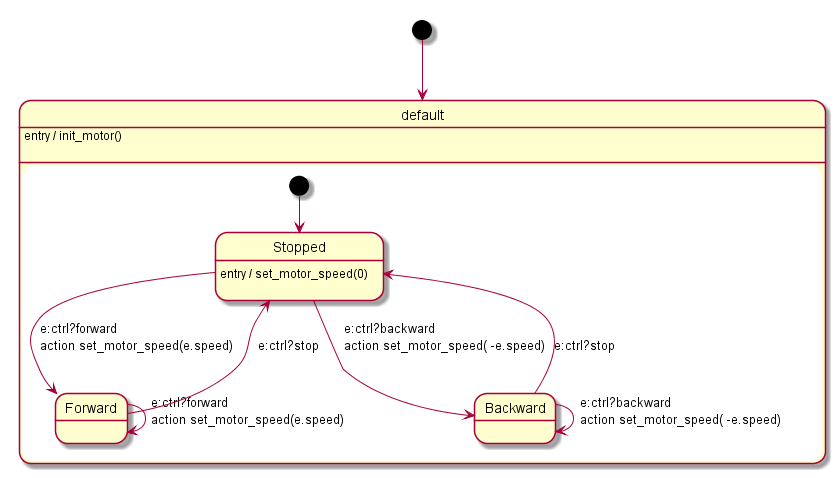 default
entry / init_motor()
Stopped
entry / set_motor_speed(0)
e:ctrl?forward
action set_motor_speed(e.speed)
e:ctrl?stop
e:ctrl?backward
action set_motor_speed( -e.speed)
e:ctrl?stop
Forward
e:ctrl?forward
action set_motor_speed(e.speed)
Backward
e:ctrl?backward
action set_motor_speed( -e.speed)